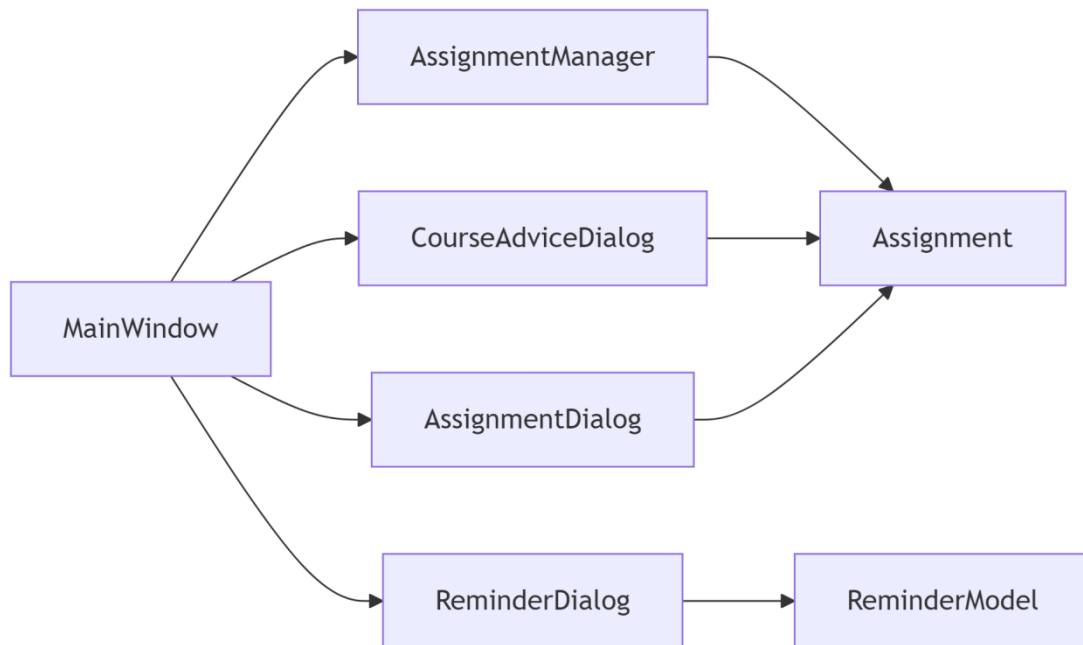 AssignmentManager
CourseAdviceDialog
Assignment
MainWindow
AssignmentDialog
ReminderDialog
ReminderModel